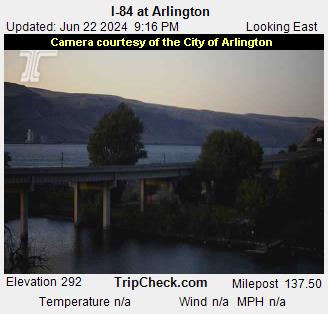 I-84 at Arlington
Updated: Jun 22 2024 9:16 PM Looking East
Camera courtesy of the City of Arlington
Elevation 292 TripCheck.com Milepost 137.50
Temperature n/a Wind n/a MPH n/a